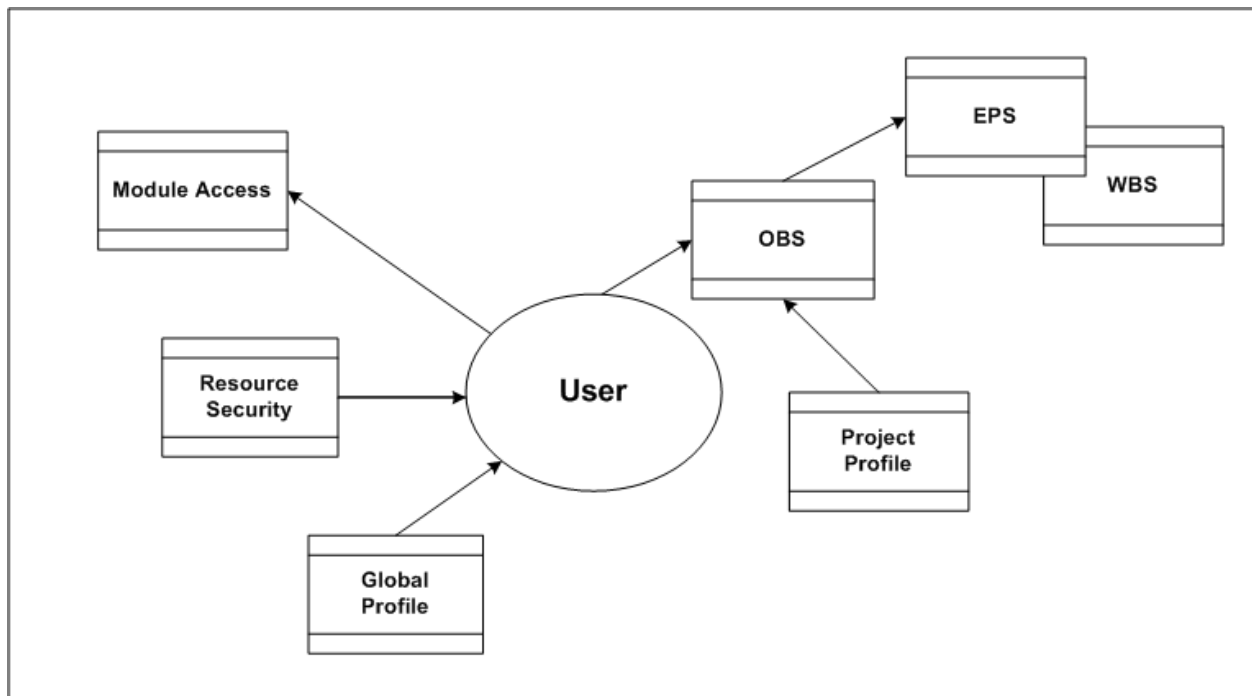 EPS
WBS
Module Access
OBS
Resource
Security
User
Project
Profile
Global
Profile